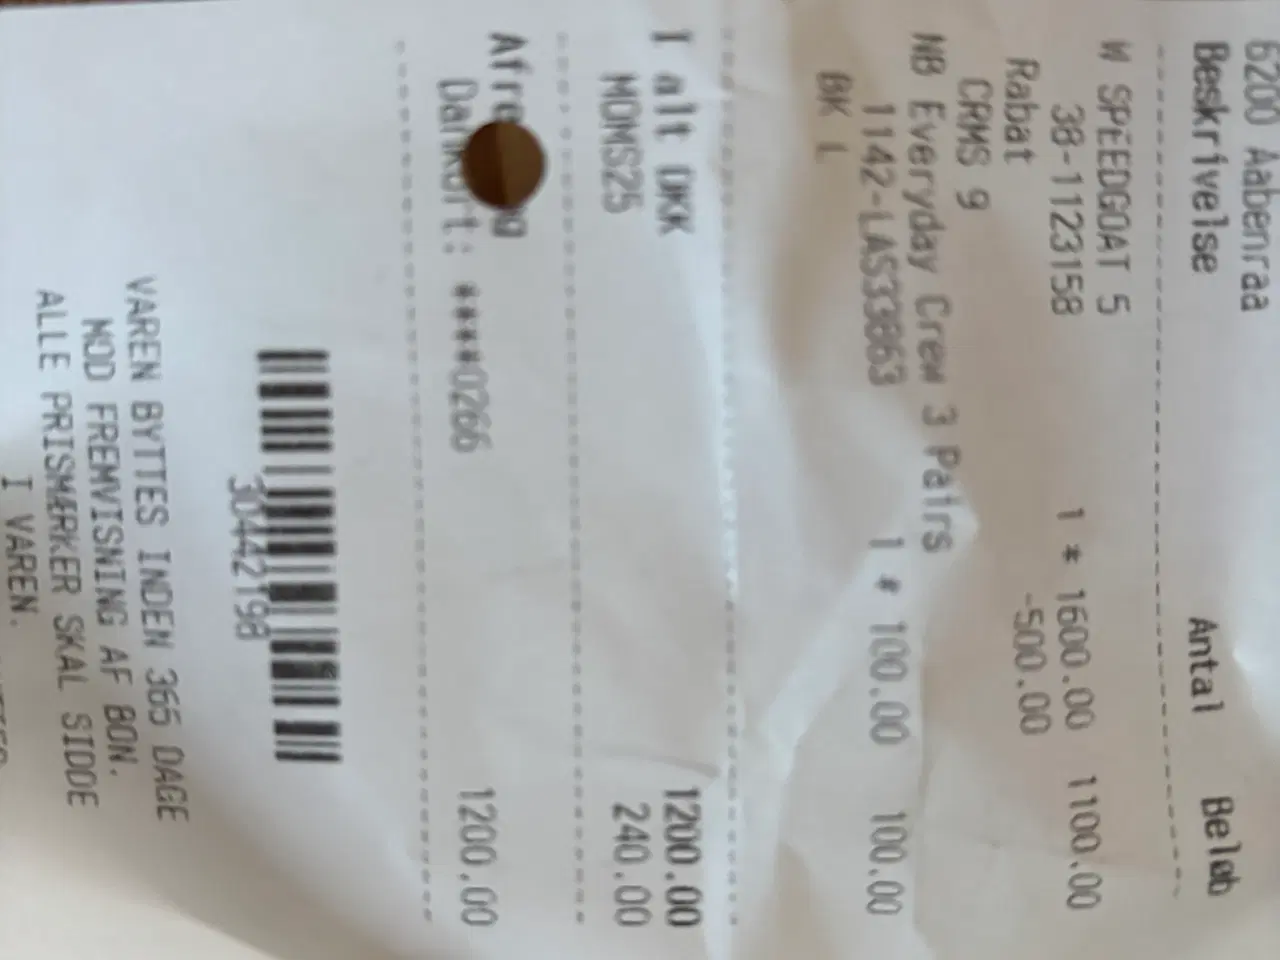 6200 Aabenraa
Beskrivelse Antal Beløb
W SPEEDGOAT 5
38-1123158 1 * 1600.00 1100.00
Rabat -500.00
CRMS 9
NB Everyday Crew 3 Pairs
1142-LAS33863 1 * 100.00 100.00
BK L
I alt DKK 1200.00
MOMS25 240.00
Dankort: ****0266 1200.00
30442198
VAREN BYTTES INDEN 365 DAGE
MOD FREMVISNING AF BON.
ALLE PRISMÆRKER SKAL SIDDE
I VAREN.